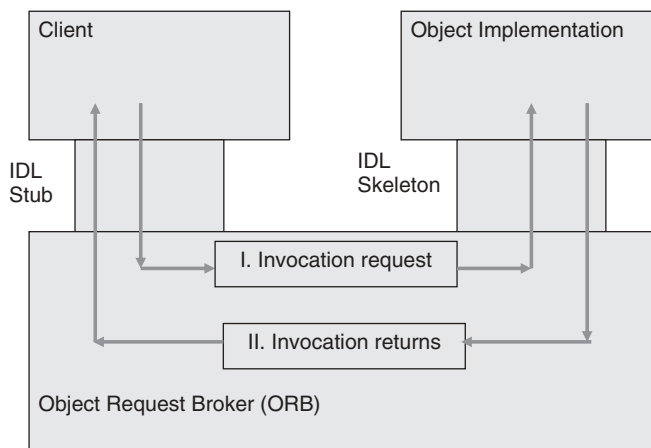 Client
Object Implementation
IDL
Stub
IDL
Skeleton
I. Invocation request
II. Invocation returns
Object Request Broker (ORB)